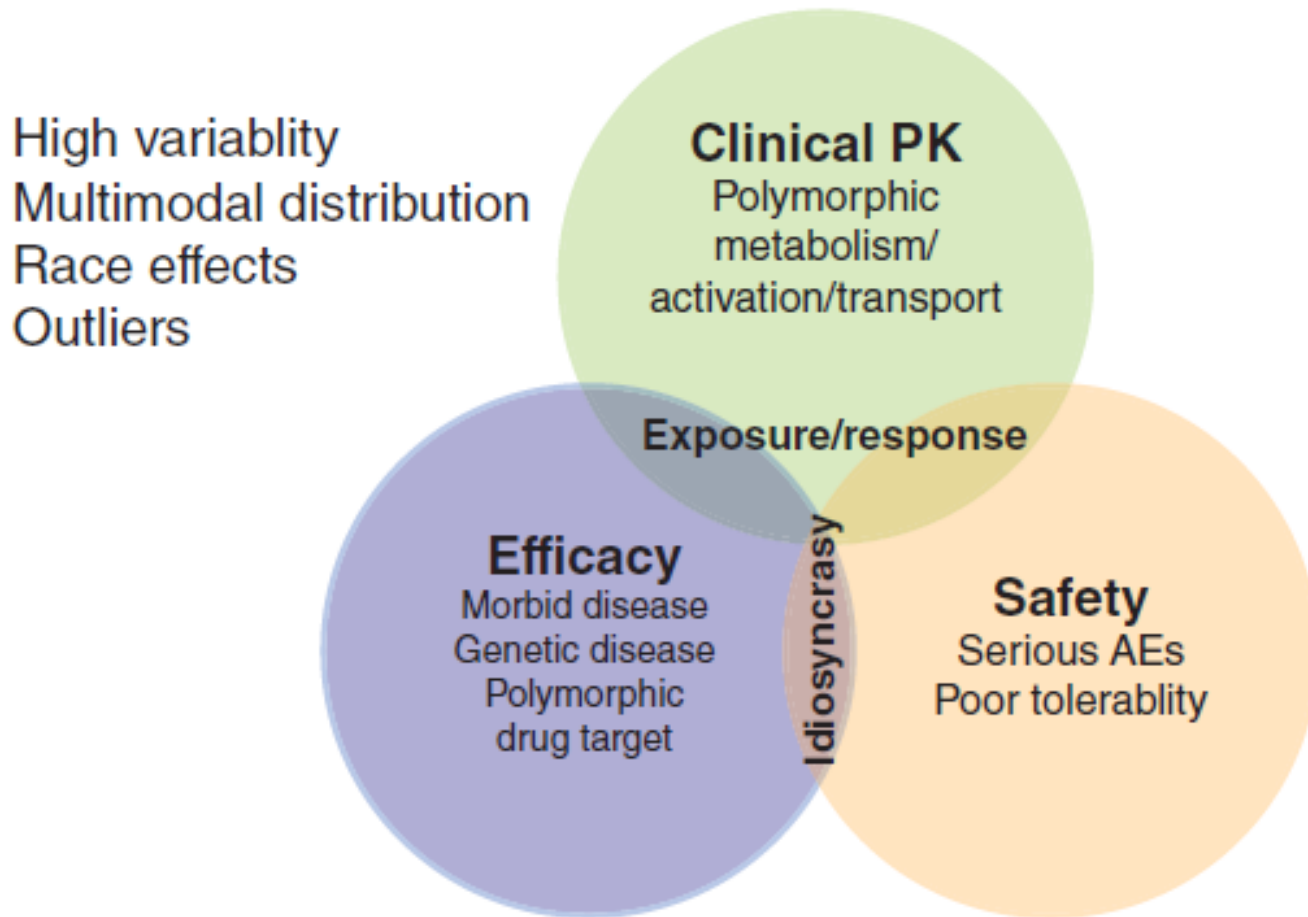 High variablity
Multimodal distribution
Race effects
Outliers
Clinical PK
Polymorphic
metabolism/
activation/transport
Exposure/response
Efficacy
Morbid disease
Genetic disease
Polymorphic
drug target
Idiosyncrasy
Safety
Serious AEs
Poor tolerablity